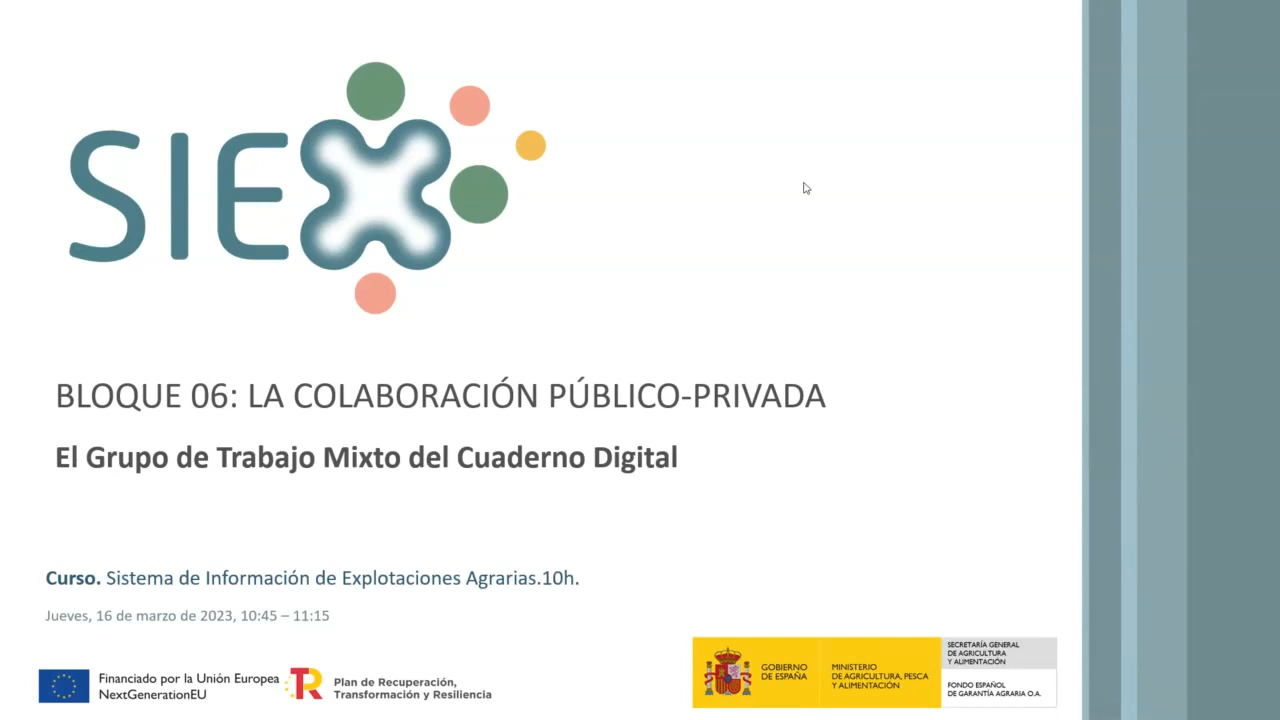 SIEX
BLOQUE 06: LA COLABORACIÓN PÚBLICO-PRIVADA
El Grupo de Trabajo Mixto del Cuaderno Digital
Curso. Sistema de Información de Explotaciones Agrarias.10h.
Jueves, 16 de marzo de 2023, 10:45 – 11:15
Financiado por la Unión Europea
NextGenerationEU
TR
Plan de Recuperación,
Transformación y Resiliencia
GOBIERNO
DE ESPAÑA
MINISTERIO
DE AGRICULTURA, PESCA
Y ALIMENTACIÓN
SECRETARÍA GENERAL
DE AGRICULTURA
Y ALIMENTACIÓN
FONDO ESPAÑOL
DE GARANTÍA AGRARIA O.A.